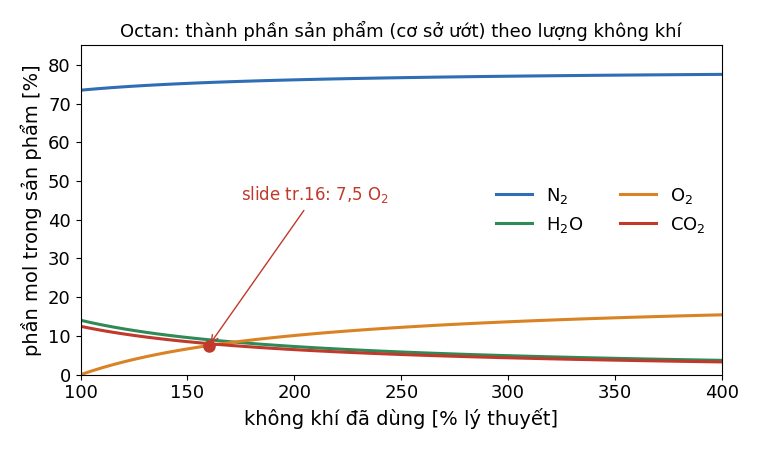 Octan: thành phần sản phẩm (cơ sở ướt) theo lượng không khí
phần mol trong sản phẩm [%]
80
70
60
50
40
30
20
10
0
slide tr.16: 7,5 O₂
N₂
H₂O
O₂
CO₂
100 150 200 250 300 350 400
không khí đã dùng [% lý thuyết]